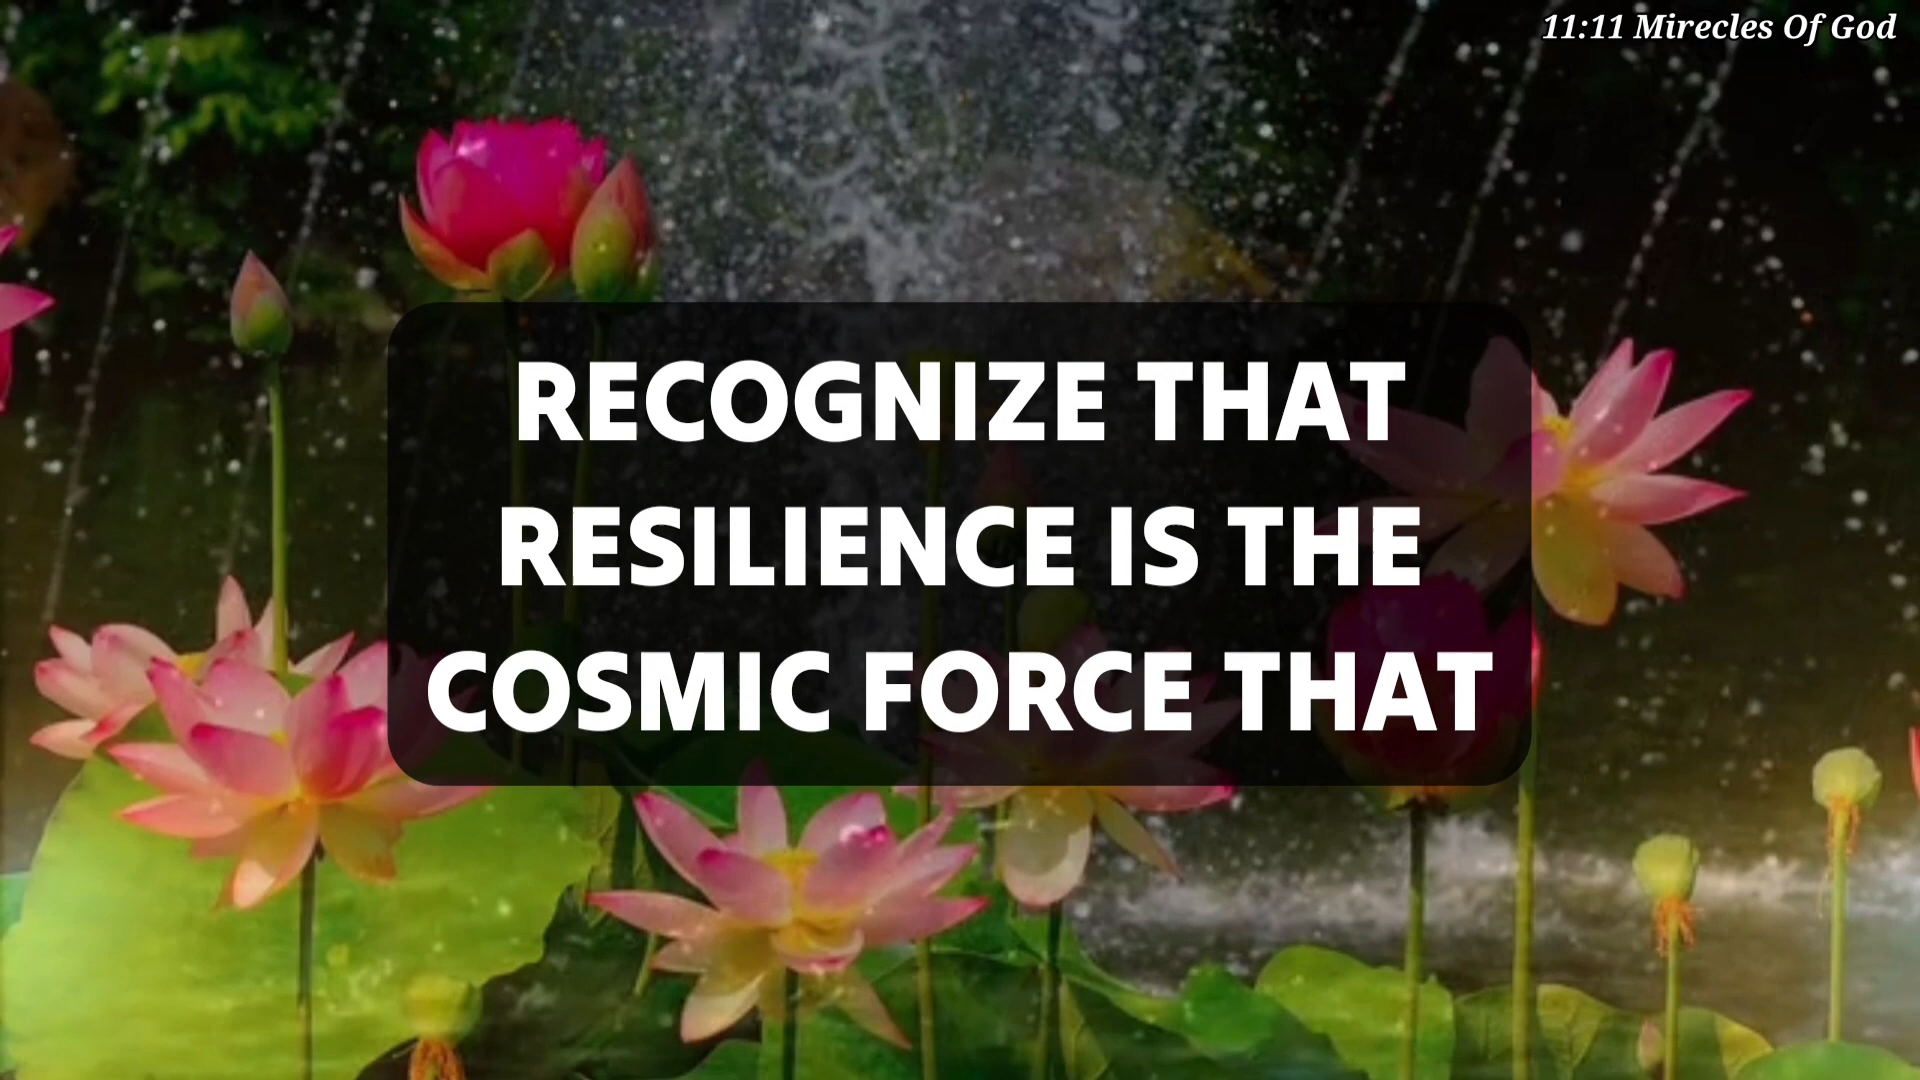 11:11 Mirecles Of God
RECOGNIZE THAT
RESILIENCE IS THE
COSMIC FORCE THAT